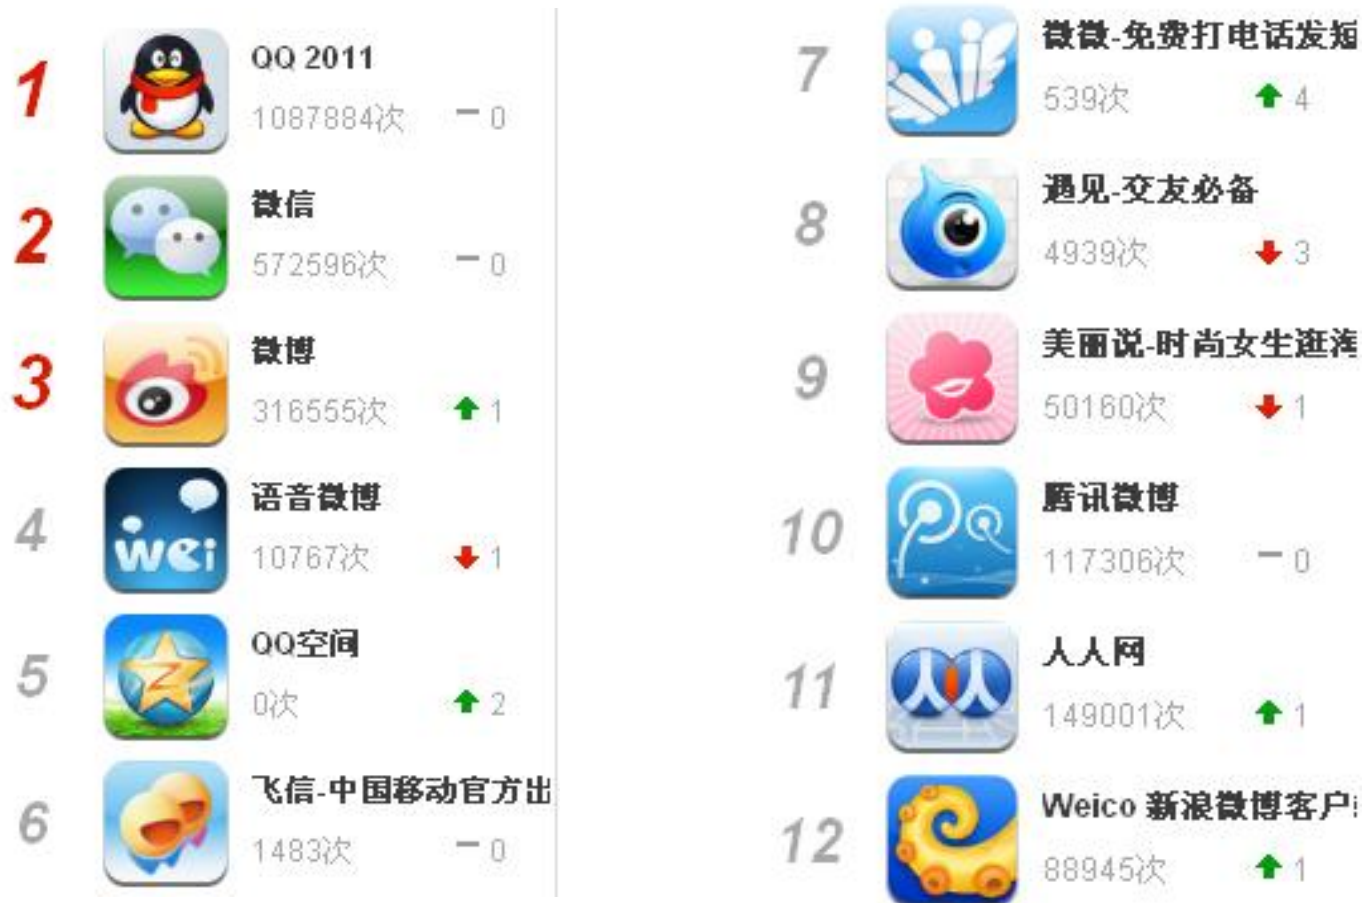 1
QQ 2011
1087884次
0
2
微信
572596次
0
3
微博
316555次
1
4
wei
语音微博
10767次
1
5
QQ空间
0次
2
6
飞信-中国移动官方出
1483次
0
7
微微-免费打电话发短
539次
4
8
遇见-交友必备
4939次
3
9
美丽说-时尚女生逛淘
50160次
1
10
腾讯微博
117306次
0
11
人人网
149001次
1
12
Weico 新浪微博客户
88945次
1